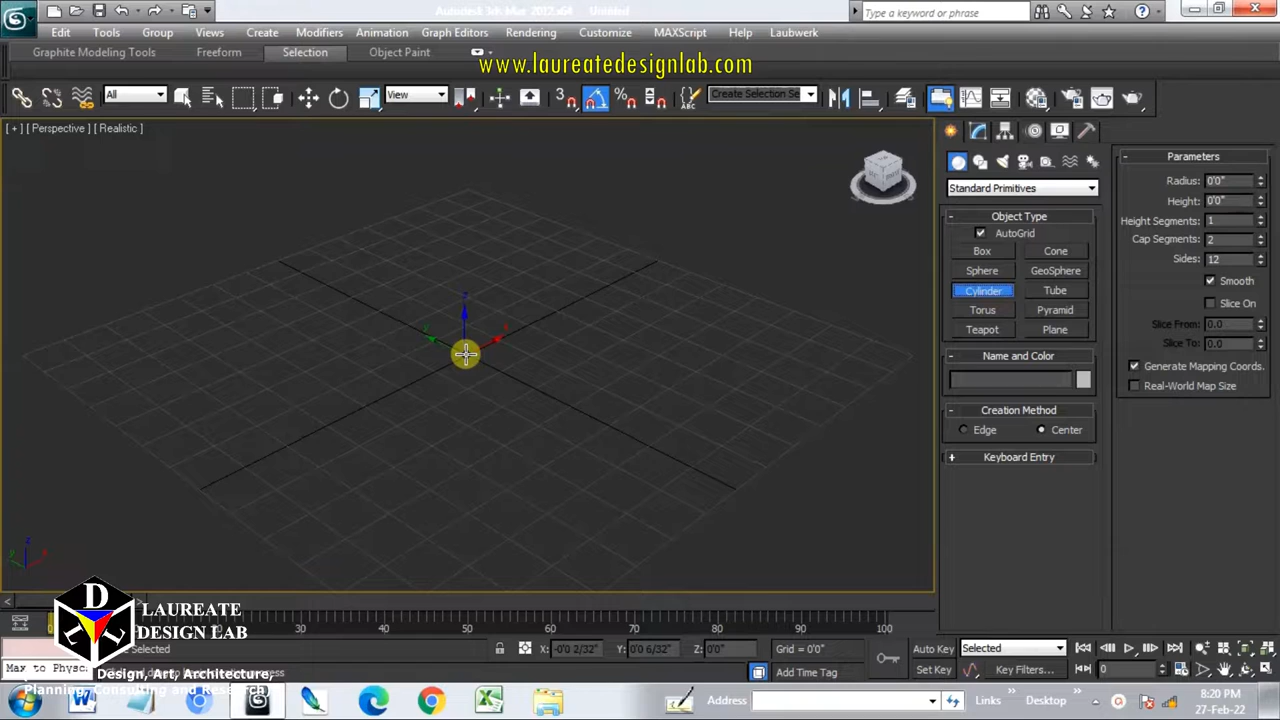 Autodesk 3ds Max 2012 x64 Untitled
Type a keyword or phrase
Edit Tools Group Views Create Modifiers Animation Graph Editors Rendering Customize MAXScript Help Laubwerk
Graphite Modeling Tools Freeform Selection Object Paint
www.laureatedesignlab.com
All View 3 % ABC Create Selection Se
[ + ] [ Perspective ] [ Realistic ]
Standard Primitives
Object Type
AutoGrid
Box Cone
Sphere GeoSphere
Cylinder Tube
Torus Pyramid
Teapot Plane
Name and Color
Creation Method
Edge Center
Keyboard Entry
Parameters
Radius: 0'0"
Height: 0'0"
Height Segments: 1
Cap Segments: 2
Sides: 12
Smooth
Slice On
Slice From: 0.0
Slice To: 0.0
Generate Mapping Coords.
Real-World Map Size
z
y x
z
y x
30 40 50 60 70 80 90 100
D
L
LAUREATE
DESIGN LAB
Design, Art, Architecture,
Planning, Consulting and Research)
Selected
X: -0'0 2/32" Y: 0'0 6/32" Z: 0'0" Grid = 0'0"
Add Time Tag
Max to Physc
Auto Key Selected
Set Key Key Filters... 0
Address Links Desktop
8:20 PM
27-Feb-22